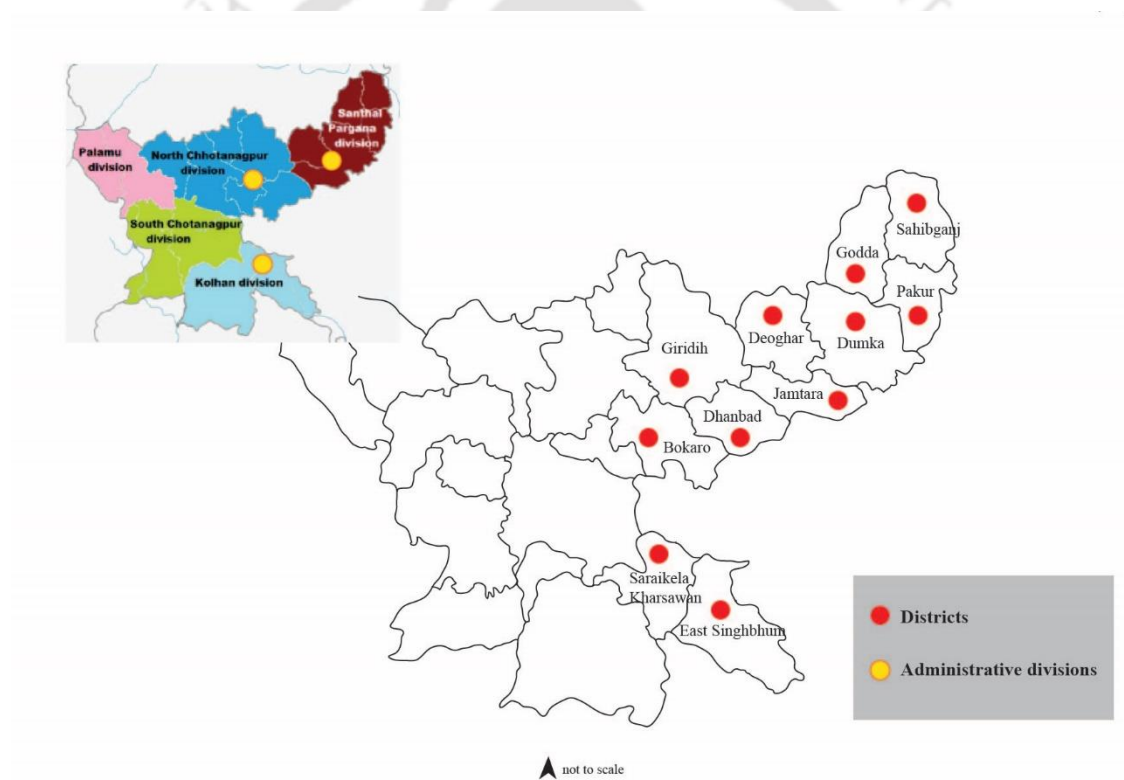 Santhal
Pargana
division
Palamu
division
North Chhotanagpur
division
South Chotanagpur
division
Kolhan division
Sahibganj
Godda
Pakur
Deoghar
Dumka
Giridih
Jamtara
Dhanbad
Bokaro
Saraikela
Kharsawan
East Singhbhum
Districts
Administrative divisions
not to scale